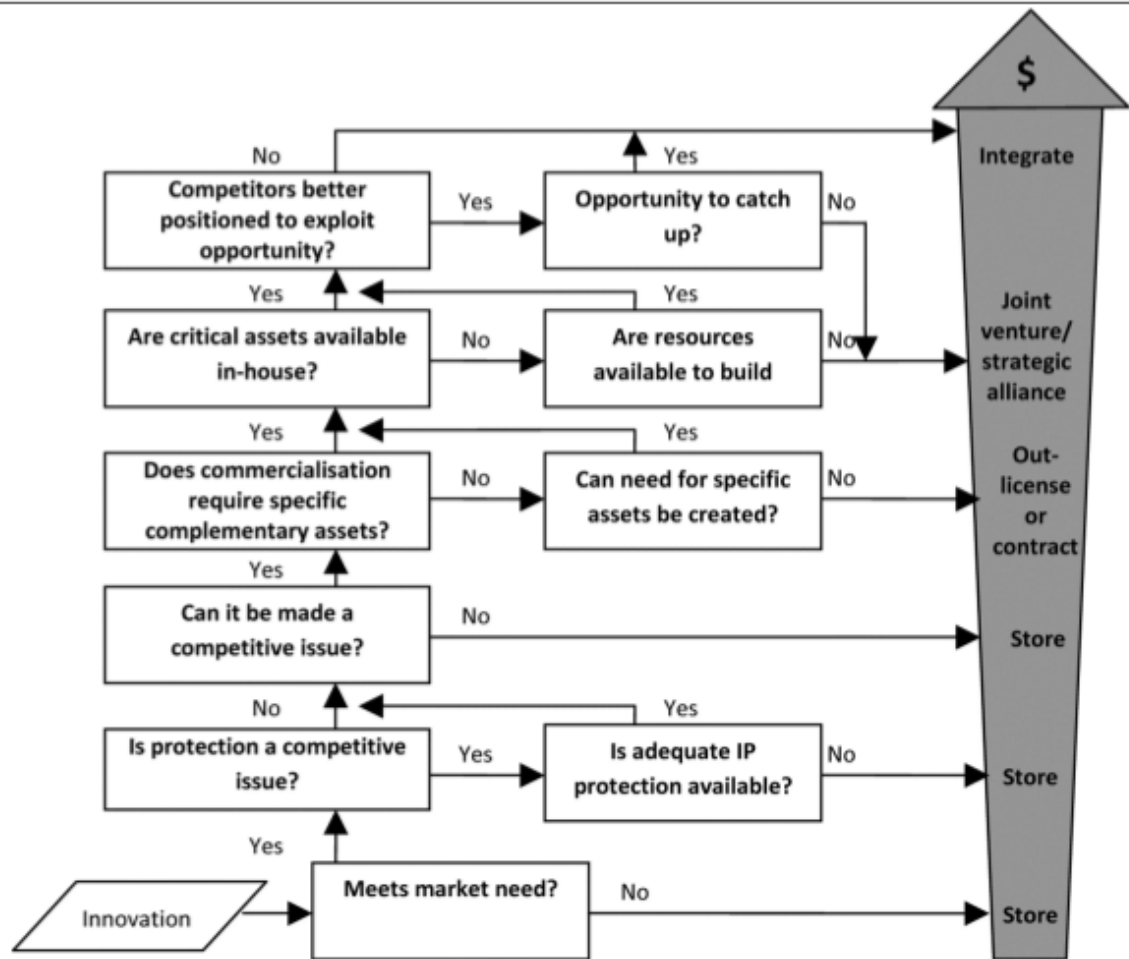 $
No
Yes
Integrate
Competitors better
positioned to exploit
opportunity?
Yes
Opportunity to catch
up?
No
Yes
Yes
Joint
venture/
strategic
alliance
Are critical assets available
in-house?
No
Are resources
available to build
No
Yes
Yes
Does commercialisation
require specific
complementary assets?
No
Can need for specific
assets be created?
No
Out-
license
or
contract
Yes
Can it be made a
competitive issue?
No
Store
No
Yes
Is protection a competitive
issue?
Yes
Is adequate IP
protection available?
No
Store
Yes
Innovation
Meets market need?
No
Store